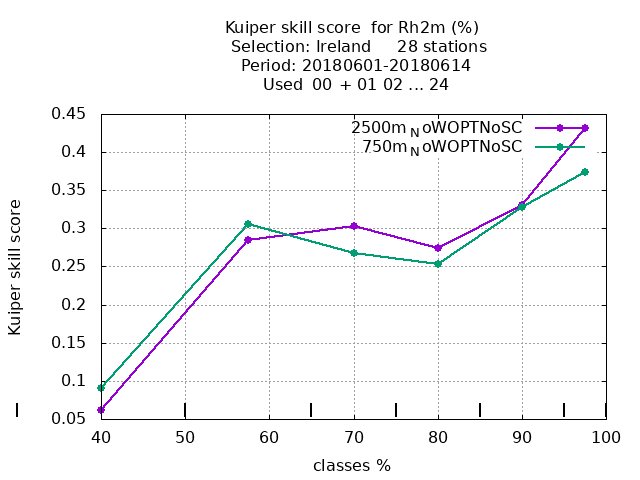 Kuiper skill score for Rh2m (%)
Selection: Ireland 28 stations
Period: 20180601-20180614
Used 00 + 01 02 ... 24
2500m_NoWOPTNoSC
750m_NoWOPTNoSC
0.45
0.4
0.35
0.3
0.25
0.2
0.15
0.1
0.05
Kuiper skill score
40 50 60 70 80 90 100
classes %